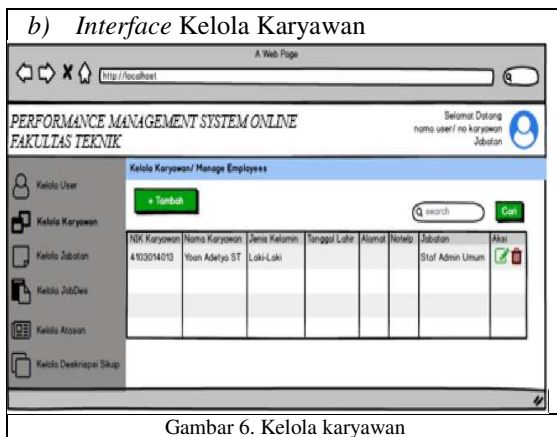 b) Interface Kelola Karyawan
A Web Page
http://localhost
PERFORMANCE MANAGEMENT SYSTEM ONLINE
FAKULTAS TEKNIK
Selamat Datang
nama user/ no karyawan
Jabatan
Kelola User
Kelola Karyawan
Kelola Jabatan
Kelola JobDes
Kelola Atasan
Kelola Deskripsi Sikap
Kelola Karyawan/ Manage Employees
+ Tambah
search
Cari
NIK Karyawan Nama Karyawan Jenis Kelamin Tanggal Lahir Alamat Notelp Jabatan Aksi
4103014013 Yoan Adetya ST Laki-Laki Staf Admin Umum
Gambar 6. Kelola karyawan